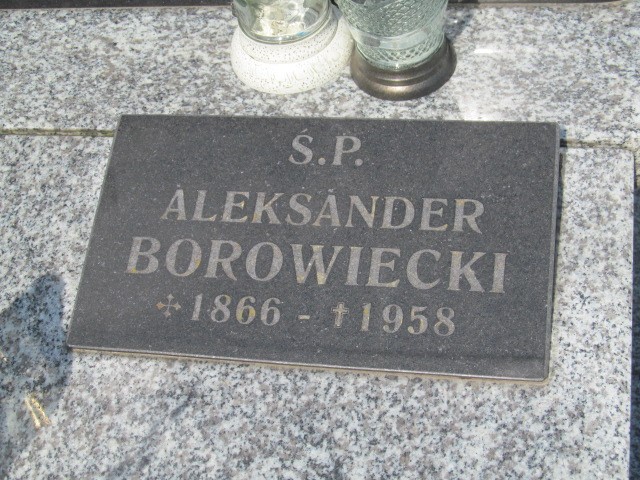 Ś.P.
ALEKSANDER
BOROWIECKI
1866 - †1958